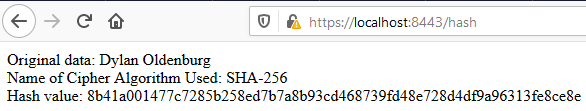 https://localhost:8443/hash
Original data: Dylan Oldenburg
Name of Cipher Algorithm Used: SHA-256
Hash value: 8b41a001477c7285b258ed7b7a8b93cd468739fd48e728d4df9a96313fe8ce8e